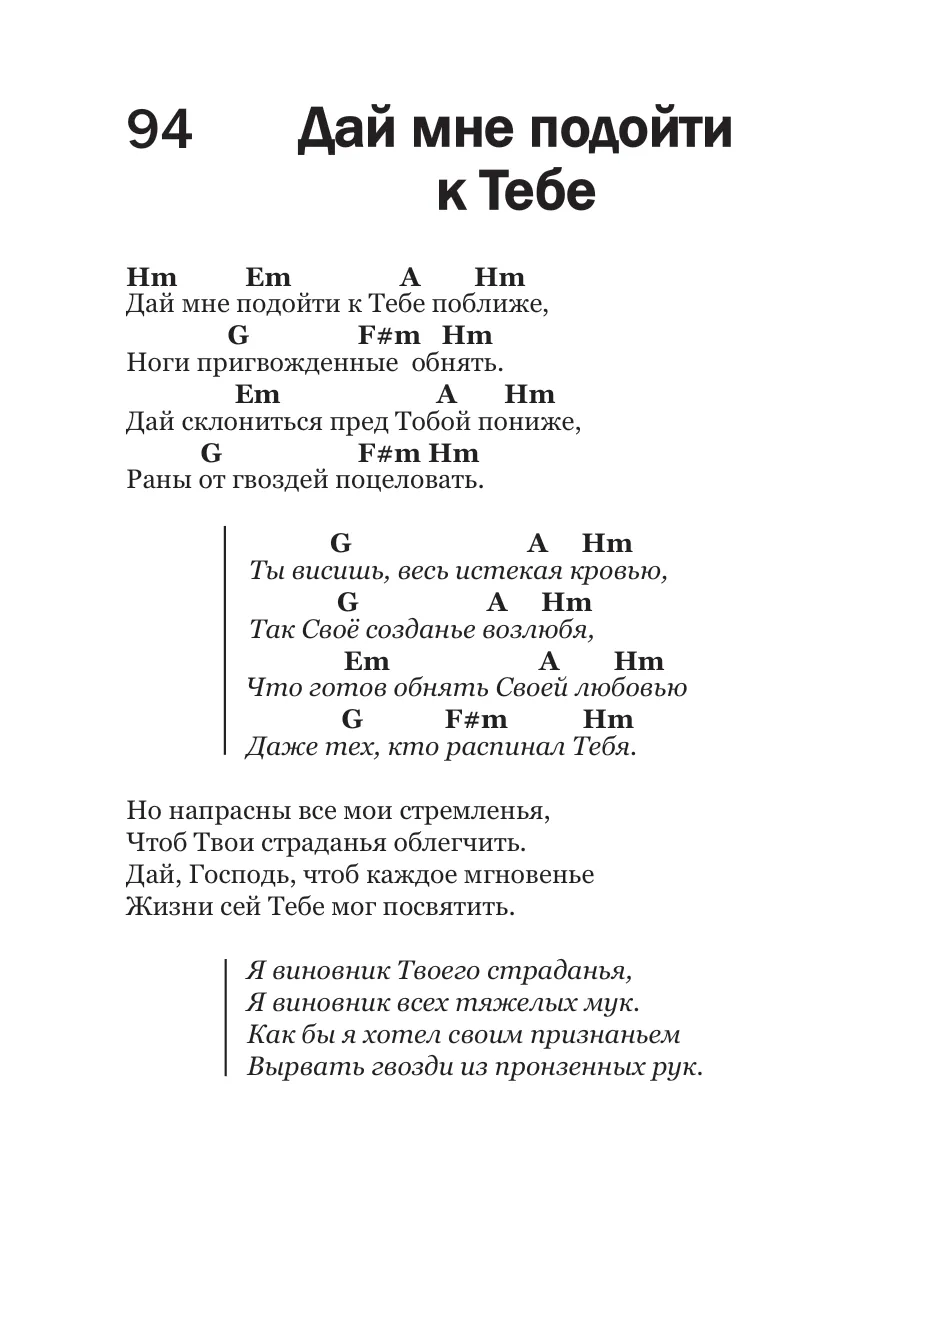 94 Дай мне подойти
к Тебе
Hm Em A Hm
Дай мне подойти к Тебе поближе,
G F#m Hm
Ноги пригвожденные обнять.
Em A Hm
Дай склониться пред Тобой пониже,
G F#m Hm
Раны от гвоздей поцеловать.
G A Hm
Ты висишь, весь истекая кровью,
G A Hm
Так Своё созданье возлюбя,
Em A Hm
Что готов обнять Своей любовью
G F#m Hm
Даже тех, кто распинал Тебя.
Но напрасны все мои стремленья,
Чтоб Твои страданья облегчить.
Дай, Господь, чтоб каждое мгновенье
Жизни сей Тебе мог посвятить.
Я виновник Твоего страданья,
Я виновник всех тяжелых мук.
Как бы я хотел своим признаньем
Вырвать гвозди из пронзенных рук.